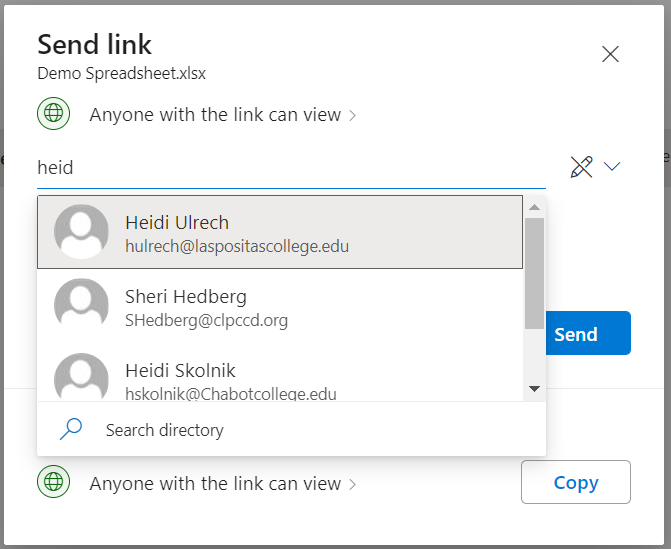 Send link
Demo Spreadsheet.xlsx
Anyone with the link can view
heid
Heidi Ulrech
hulrech@laspositascollege.edu
Sheri Hedberg
SHedberg@clpccd.org
Send
Heidi Skolnik
hskolnik@Chabotcollege.edu
Search directory
Anyone with the link can view
Copy